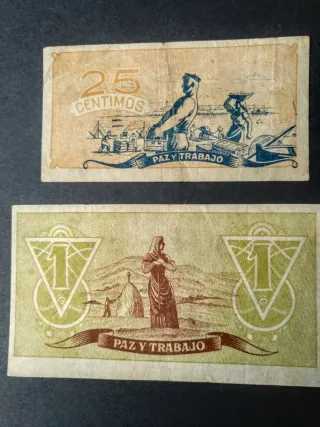 25
CENTIMOS
PAZ Y TRABAJO
1
1
PAZ Y TRABAJO